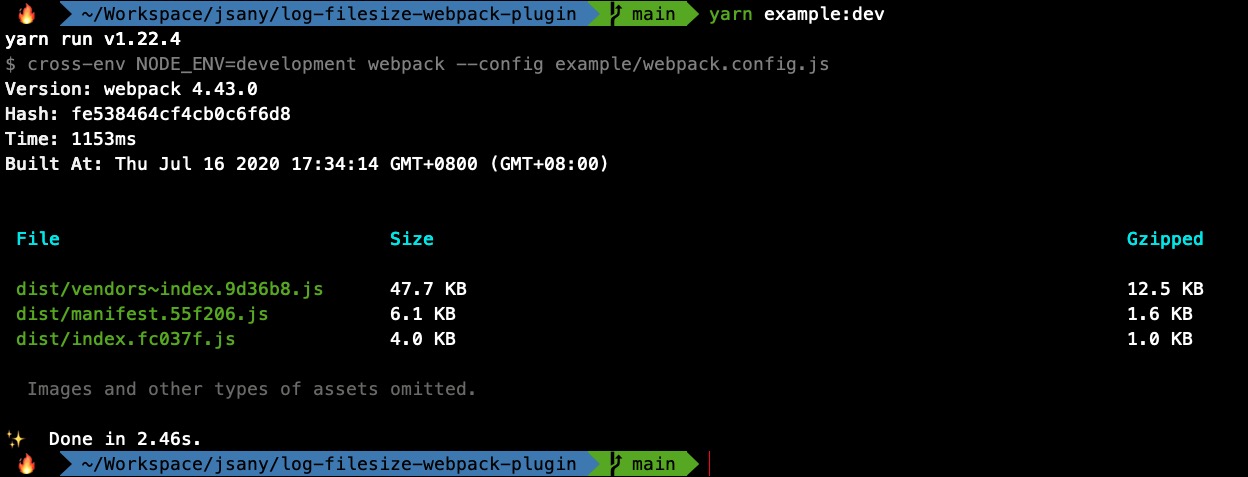 ~/Workspace/jsany/log-filesize-webpack-plugin main yarn example:dev
yarn run v1.22.4
$ cross-env NODE_ENV=development webpack --config example/webpack.config.js
Version: webpack 4.43.0
Hash: fe538464cf4cb0c6f6d8
Time: 1153ms
Built At: Thu Jul 16 2020 17:34:14 GMT+0800 (GMT+08:00)
File Size Gzipped
dist/vendors~index.9d36b8.js 47.7 KB 12.5 KB
dist/manifest.55f206.js 6.1 KB 1.6 KB
dist/index.fc037f.js 4.0 KB 1.0 KB
Images and other types of assets omitted.
✨ Done in 2.46s.
~/Workspace/jsany/log-filesize-webpack-plugin main